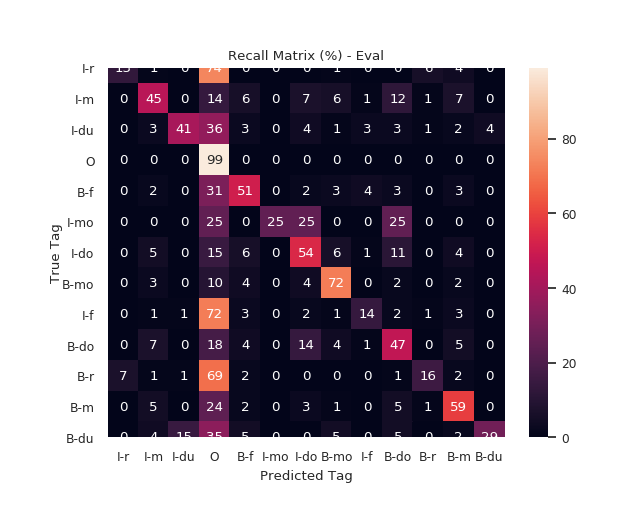 Recall Matrix (%) - Eval
I-r 13 1 0 74 0 0 0 1 0 0 0 4 0
I-m 0 45 0 14 6 0 7 6 1 12 1 7 0
I-du 0 3 41 36 3 0 4 1 3 3 1 2 4
O 0 0 0 99 0 0 0 0 0 0 0 0 0
B-f 0 2 0 31 51 0 2 3 4 3 0 3 0
I-mo 0 0 0 25 0 25 25 0 0 25 0 0 0
I-do 0 5 0 15 6 0 54 6 1 11 0 4 0
B-mo 0 3 0 10 4 0 4 72 0 2 0 2 0
I-f 0 1 1 72 3 0 2 1 14 2 1 3 0
B-do 0 7 0 18 4 0 14 4 1 47 0 5 0
B-r 7 1 1 69 2 0 0 0 0 1 16 2 0
B-m 0 5 0 24 2 0 3 1 0 5 1 59 0
B-du 0 4 15 35 5 0 0 5 0 5 0 2 29
I-r I-m I-du O B-f I-mo I-do B-mo I-f B-do B-r B-m B-du
Predicted Tag
True Tag
80
60
40
20
0